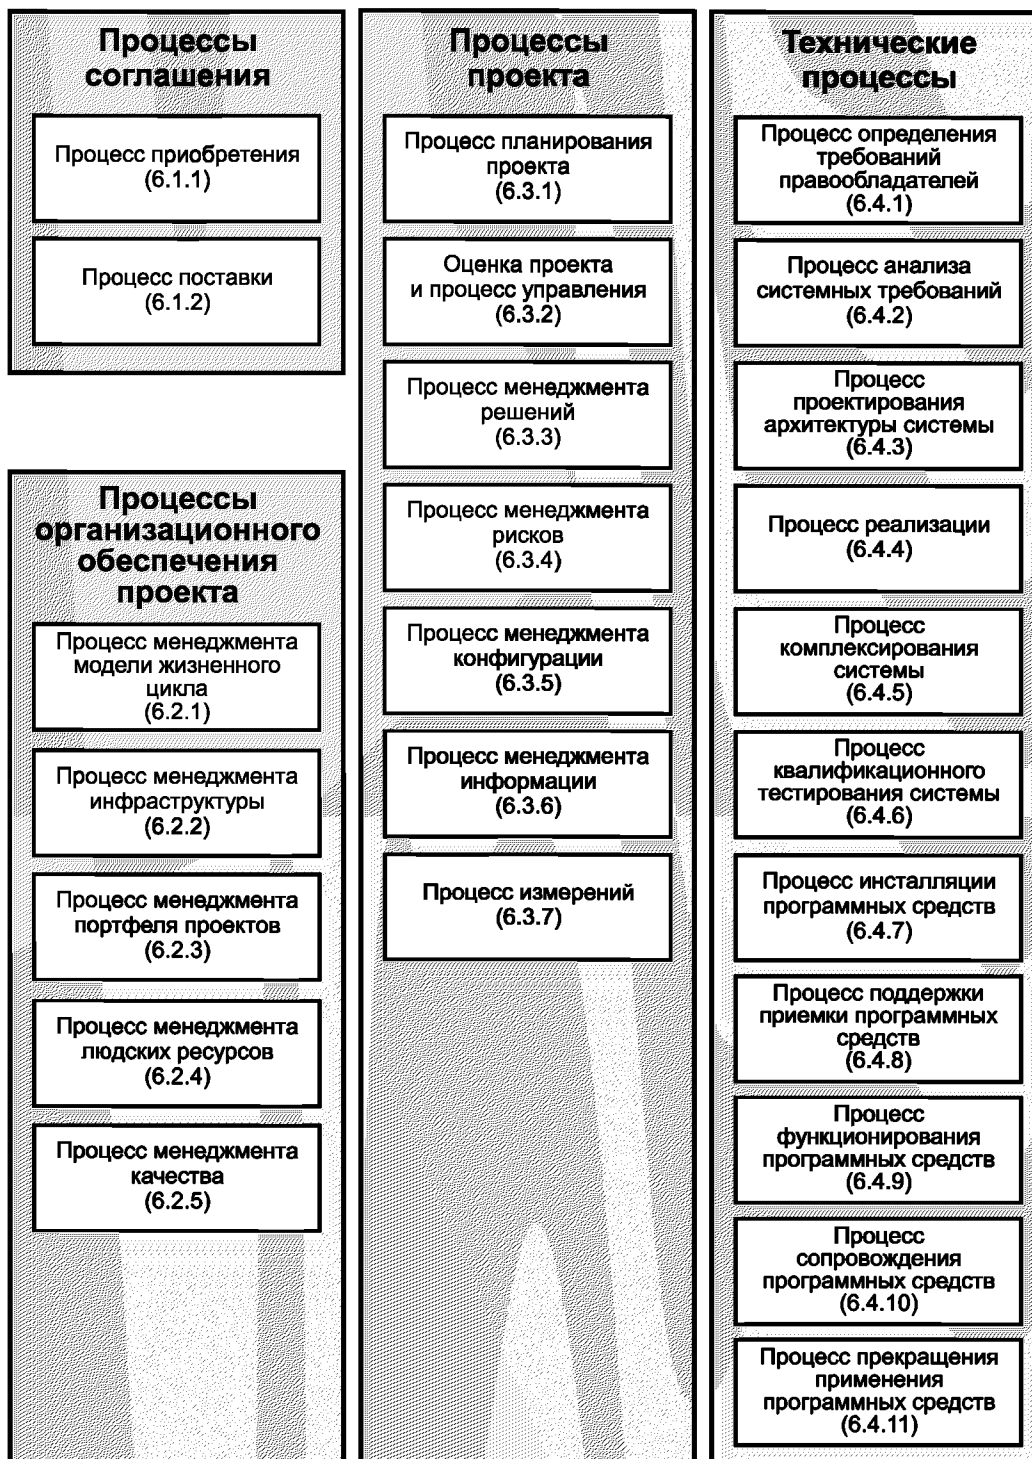 Процессы
соглашения
Процесс приобретения
(6.1.1)
Процесс поставки
(6.1.2)
Процессы
организационного
обеспечения
проекта
Процесс менеджмента
модели жизненного
цикла
(6.2.1)
Процесс менеджмента
инфраструктуры
(6.2.2)
Процесс менеджмента
портфеля проектов
(6.2.3)
Процесс менеджмента
людских ресурсов
(6.2.4)
Процесс менеджмента
качества
(6.2.5)
Процессы
проекта
Процесс планирования
проекта
(6.3.1)
Оценка проекта
и процесс управления
(6.3.2)
Процесс менеджмента
решений
(6.3.3)
Процесс менеджмента
рисков
(6.3.4)
Процесс менеджмента
конфигурации
(6.3.5)
Процесс менеджмента
информации
(6.3.6)
Процесс измерений
(6.3.7)
Технические
процессы
Процесс определения
требований
правообладателей
(6.4.1)
Процесс анализа
системных требований
(6.4.2)
Процесс
проектирования
архитектуры системы
(6.4.3)
Процесс реализации
(6.4.4)
Процесс
комплексирования
системы
(6.4.5)
Процесс
квалификационного
тестирования системы
(6.4.6)
Процесс инсталляции
программных средств
(6.4.7)
Процесс поддержки
приемки программных
средств
(6.4.8)
Процесс
функционирования
программных средств
(6.4.9)
Процесс
сопровождения
программных средств
(6.4.10)
Процесс прекращения
применения
программных средств
(6.4.11)